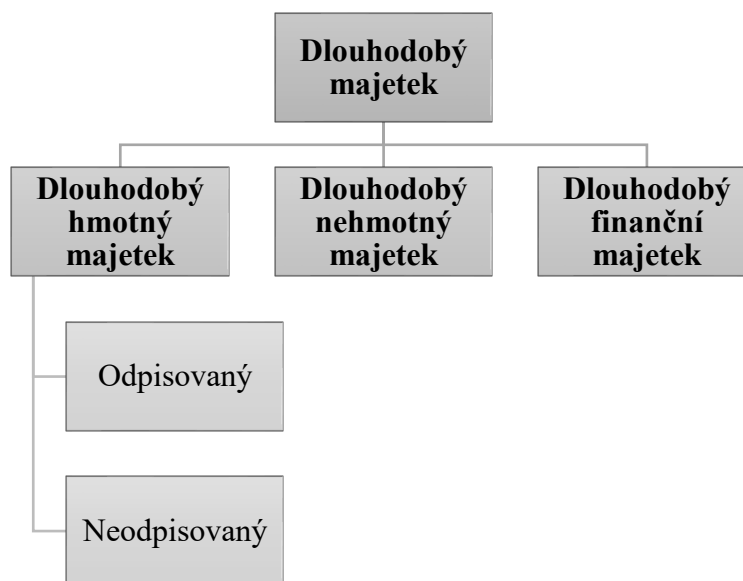 Dlouhodobý
majetek
Dlouhodobý
hmotný
majetek
Dlouhodobý
nehmotný
majetek
Dlouhodobý
finanční
majetek
Odpisovaný
Neodpisovaný